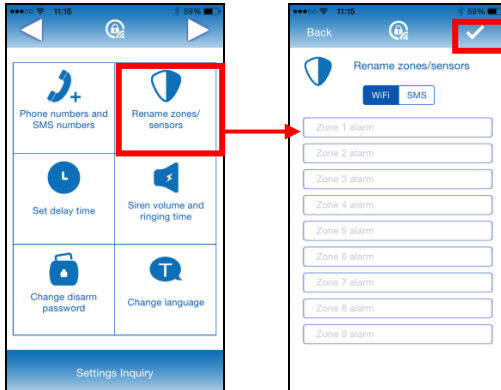 11:15
59%
Phone numbers and
SMS numbers
Rename zones/
sensors
Set delay time
Siren volume and
ringing time
Change disarm
password
T
Change language
Settings Inquiry
11:15
59%
Back
Rename zones/sensors
WiFi SMS
Zone 1 alarm
Zone 2 alarm
Zone 3 alarm
Zone 4 alarm
Zone 5 alarm
Zone 6 alarm
Zone 7 alarm
Zone 8 alarm
Zone 9 alarm